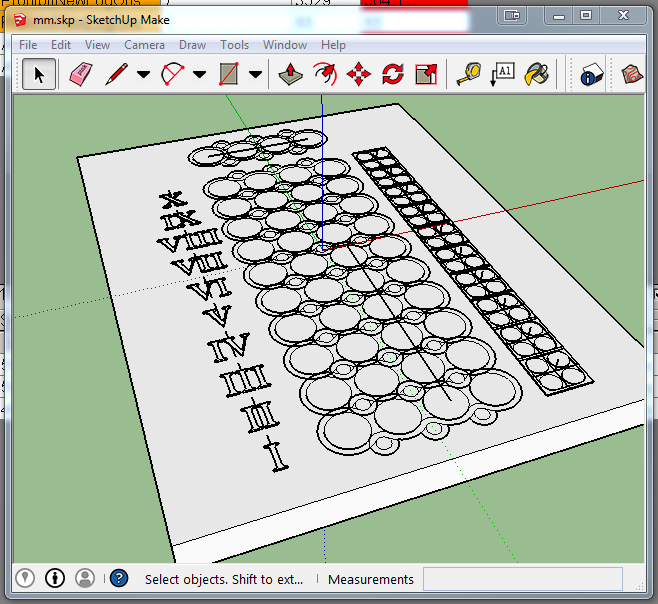 mm.skp - SketchUp Make
File Edit View Camera Draw Tools Window Help
A1
X
IX
VIII
VII
VI
V
IV
III
II
I
Select objects. Shift to ext... Measurements